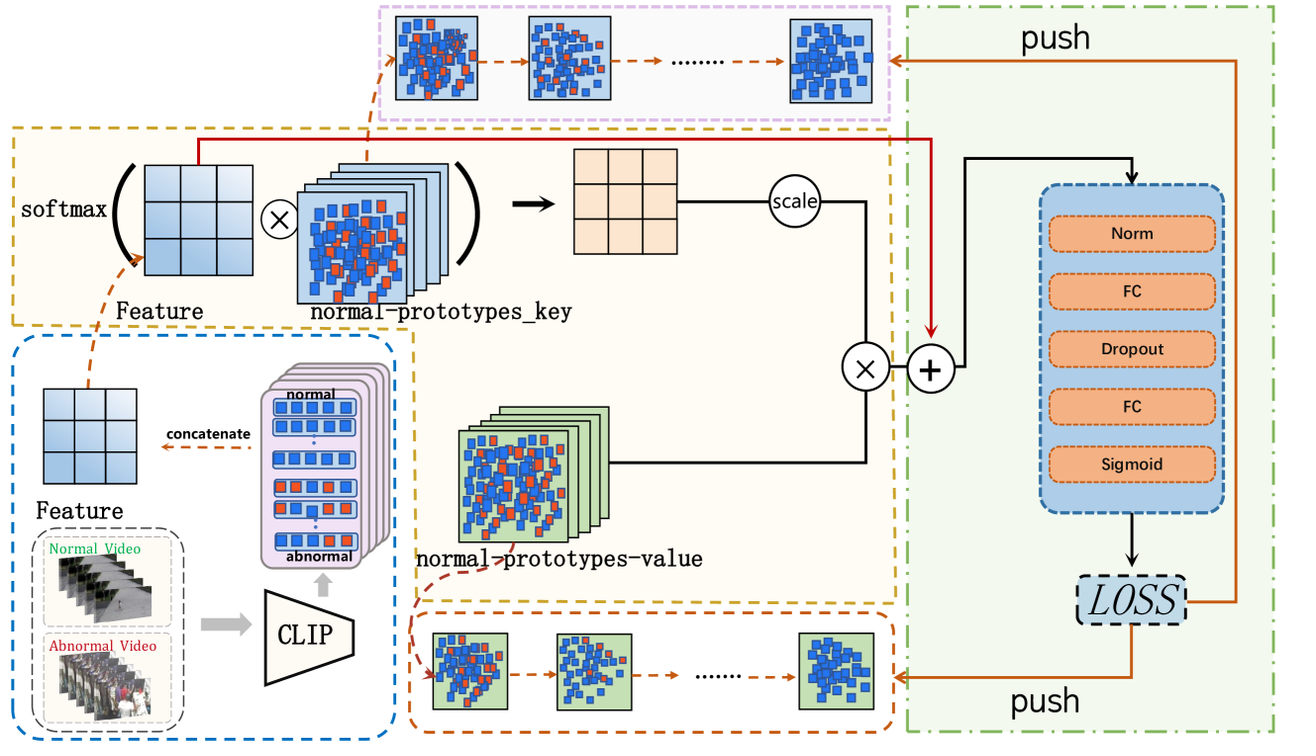 push
softmax
Feature
normal-prototypes_key
scale
Norm
FC
Dropout
FC
Sigmoid
normal
concatenate
abnormal
Feature
Normal Video
Abnormal Video
CLIP
normal-prototypes-value
LOSS
push